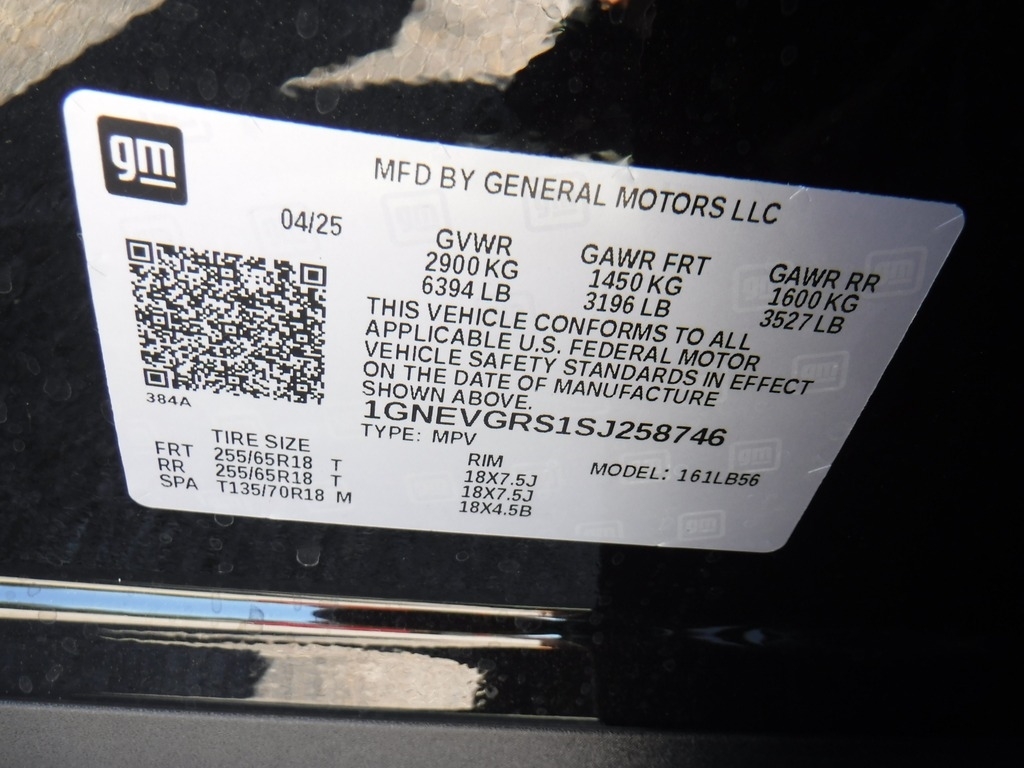 gm
MFD BY GENERAL MOTORS LLC
04/25
GVWR GAWR FRT GAWR RR
2900 KG 1450 KG 1600 KG
6394 LB 3196 LB 3527 LB
THIS VEHICLE CONFORMS TO ALL
APPLICABLE U.S. FEDERAL MOTOR
VEHICLE SAFETY STANDARDS IN EFFECT
ON THE DATE OF MANUFACTURE
SHOWN ABOVE.
384A
1GNEVGRS1SJ258746
TYPE: MPV
MODEL: 161LB56
TIRE SIZE RIM
FRT 255/65R18 T 18X7.5J
RR 255/65R18 T 18X7.5J
SPA T135/70R18 M 18X4.5B